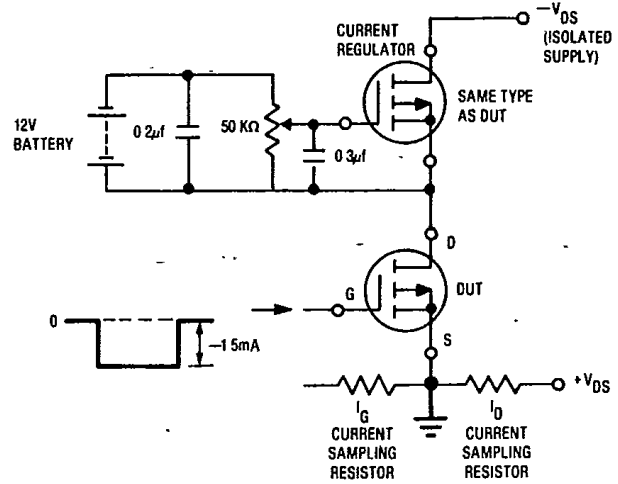 −VDS
(ISOLATED
SUPPLY)
CURRENT
REGULATOR
SAME TYPE
AS DUT
12V
BATTERY
0 2µf
50 KΩ
0 3µf
D
G
DUT
S
0
−1 5mA
+VDS
IG
CURRENT
SAMPLING
RESISTOR
ID
CURRENT
SAMPLING
RESISTOR